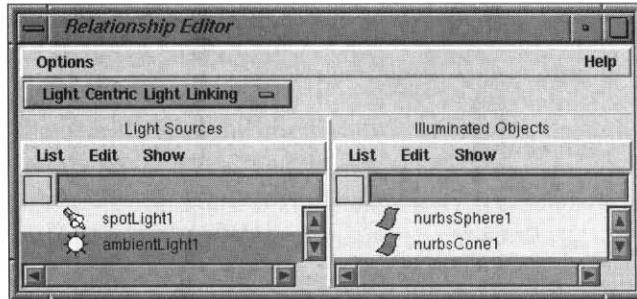 Relationship Editor
Options Help
Light Centric Light Linking
Light Sources Illuminated Objects
List Edit Show List Edit Show
spotLight1 nurbsSphere1
ambientLight1 nurbsCone1